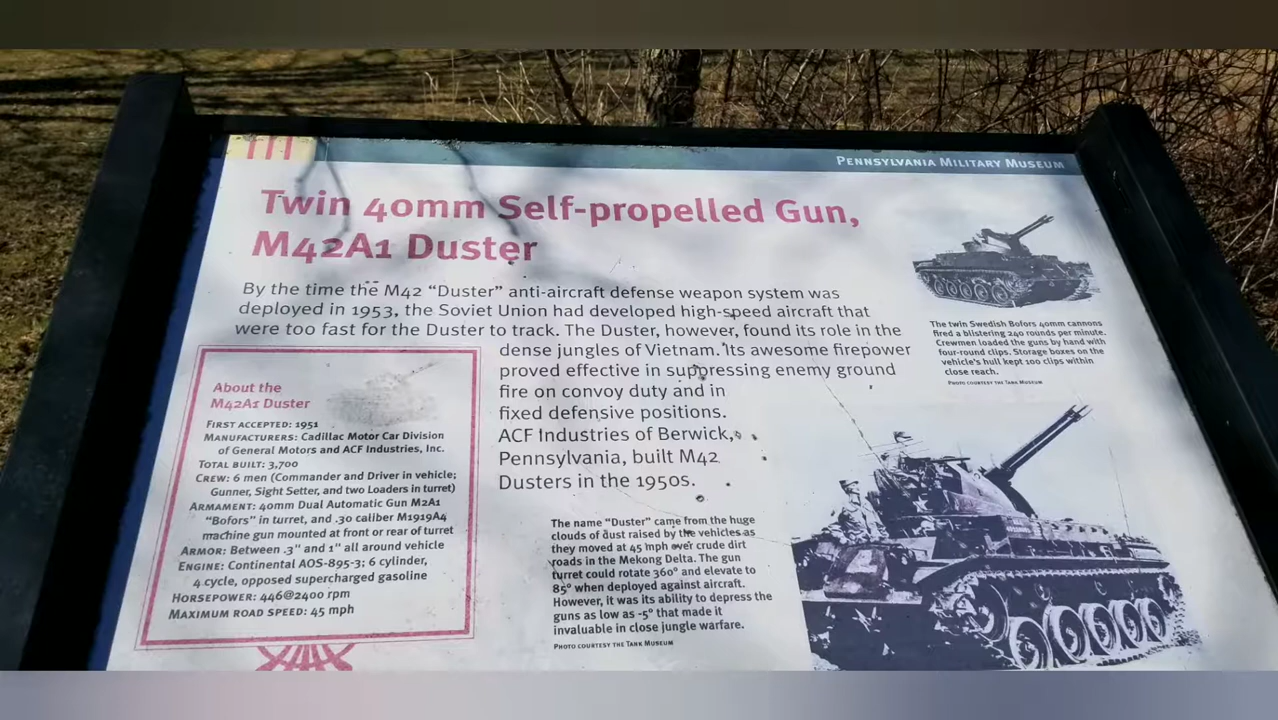 PENNSYLVANIA MILITARY MUSEUM
Twin 40mm Self-propelled Gun,
M42A1 Duster
By the time the M42 “Duster” anti-aircraft defense weapon system was
deployed in 1953, the Soviet Union had developed high-speed aircraft that
were too fast for the Duster to track. The Duster, however, found its role in the
dense jungles of Vietnam. Its awesome firepower
proved effective in suppressing enemy ground
fire on convoy duty and in
fixed defensive positions.
ACF Industries of Berwick,
Pennsylvania, built M42
Dusters in the 1950s.
The twin Swedish Bofors 40mm cannons
fired a blistering 240 rounds per minute.
Crewmen loaded the guns by hand with
four-round clips. Storage boxes on the
vehicle's hull kept 100 clips within
close reach.
PHOTO COURTESY THE TANK MUSEUM
About the
M42A1 Duster
FIRST ACCEPTED: 1951
MANUFACTURERS: Cadillac Motor Car Division
of General Motors and ACF Industries, Inc.
TOTAL BUILT: 3,700
CREW: 6 men (Commander and Driver in vehicle;
Gunner, Sight Setter, and two Loaders in turret)
ARMAMENT: 40mm Dual Automatic Gun M2A1
“Bofors” in turret, and .30 caliber M1919A4
machine gun mounted at front or rear of turret
ARMOR: Between .3" and 1" all around vehicle
ENGINE: Continental AOS-895-3; 6 cylinder,
4 cycle, opposed supercharged gasoline
HORSEPOWER: 446@2400 rpm
MAXIMUM ROAD SPEED: 45 mph
The name “Duster” came from the huge
clouds of dust raised by the vehicles as
they moved at 45 mph over crude dirt
roads in the Mekong Delta. The gun
turret could rotate 360° and elevate to
85° when deployed against aircraft.
However, it was its ability to depress the
guns as low as -5° that made it
invaluable in close jungle warfare.
PHOTO COURTESY THE TANK MUSEUM